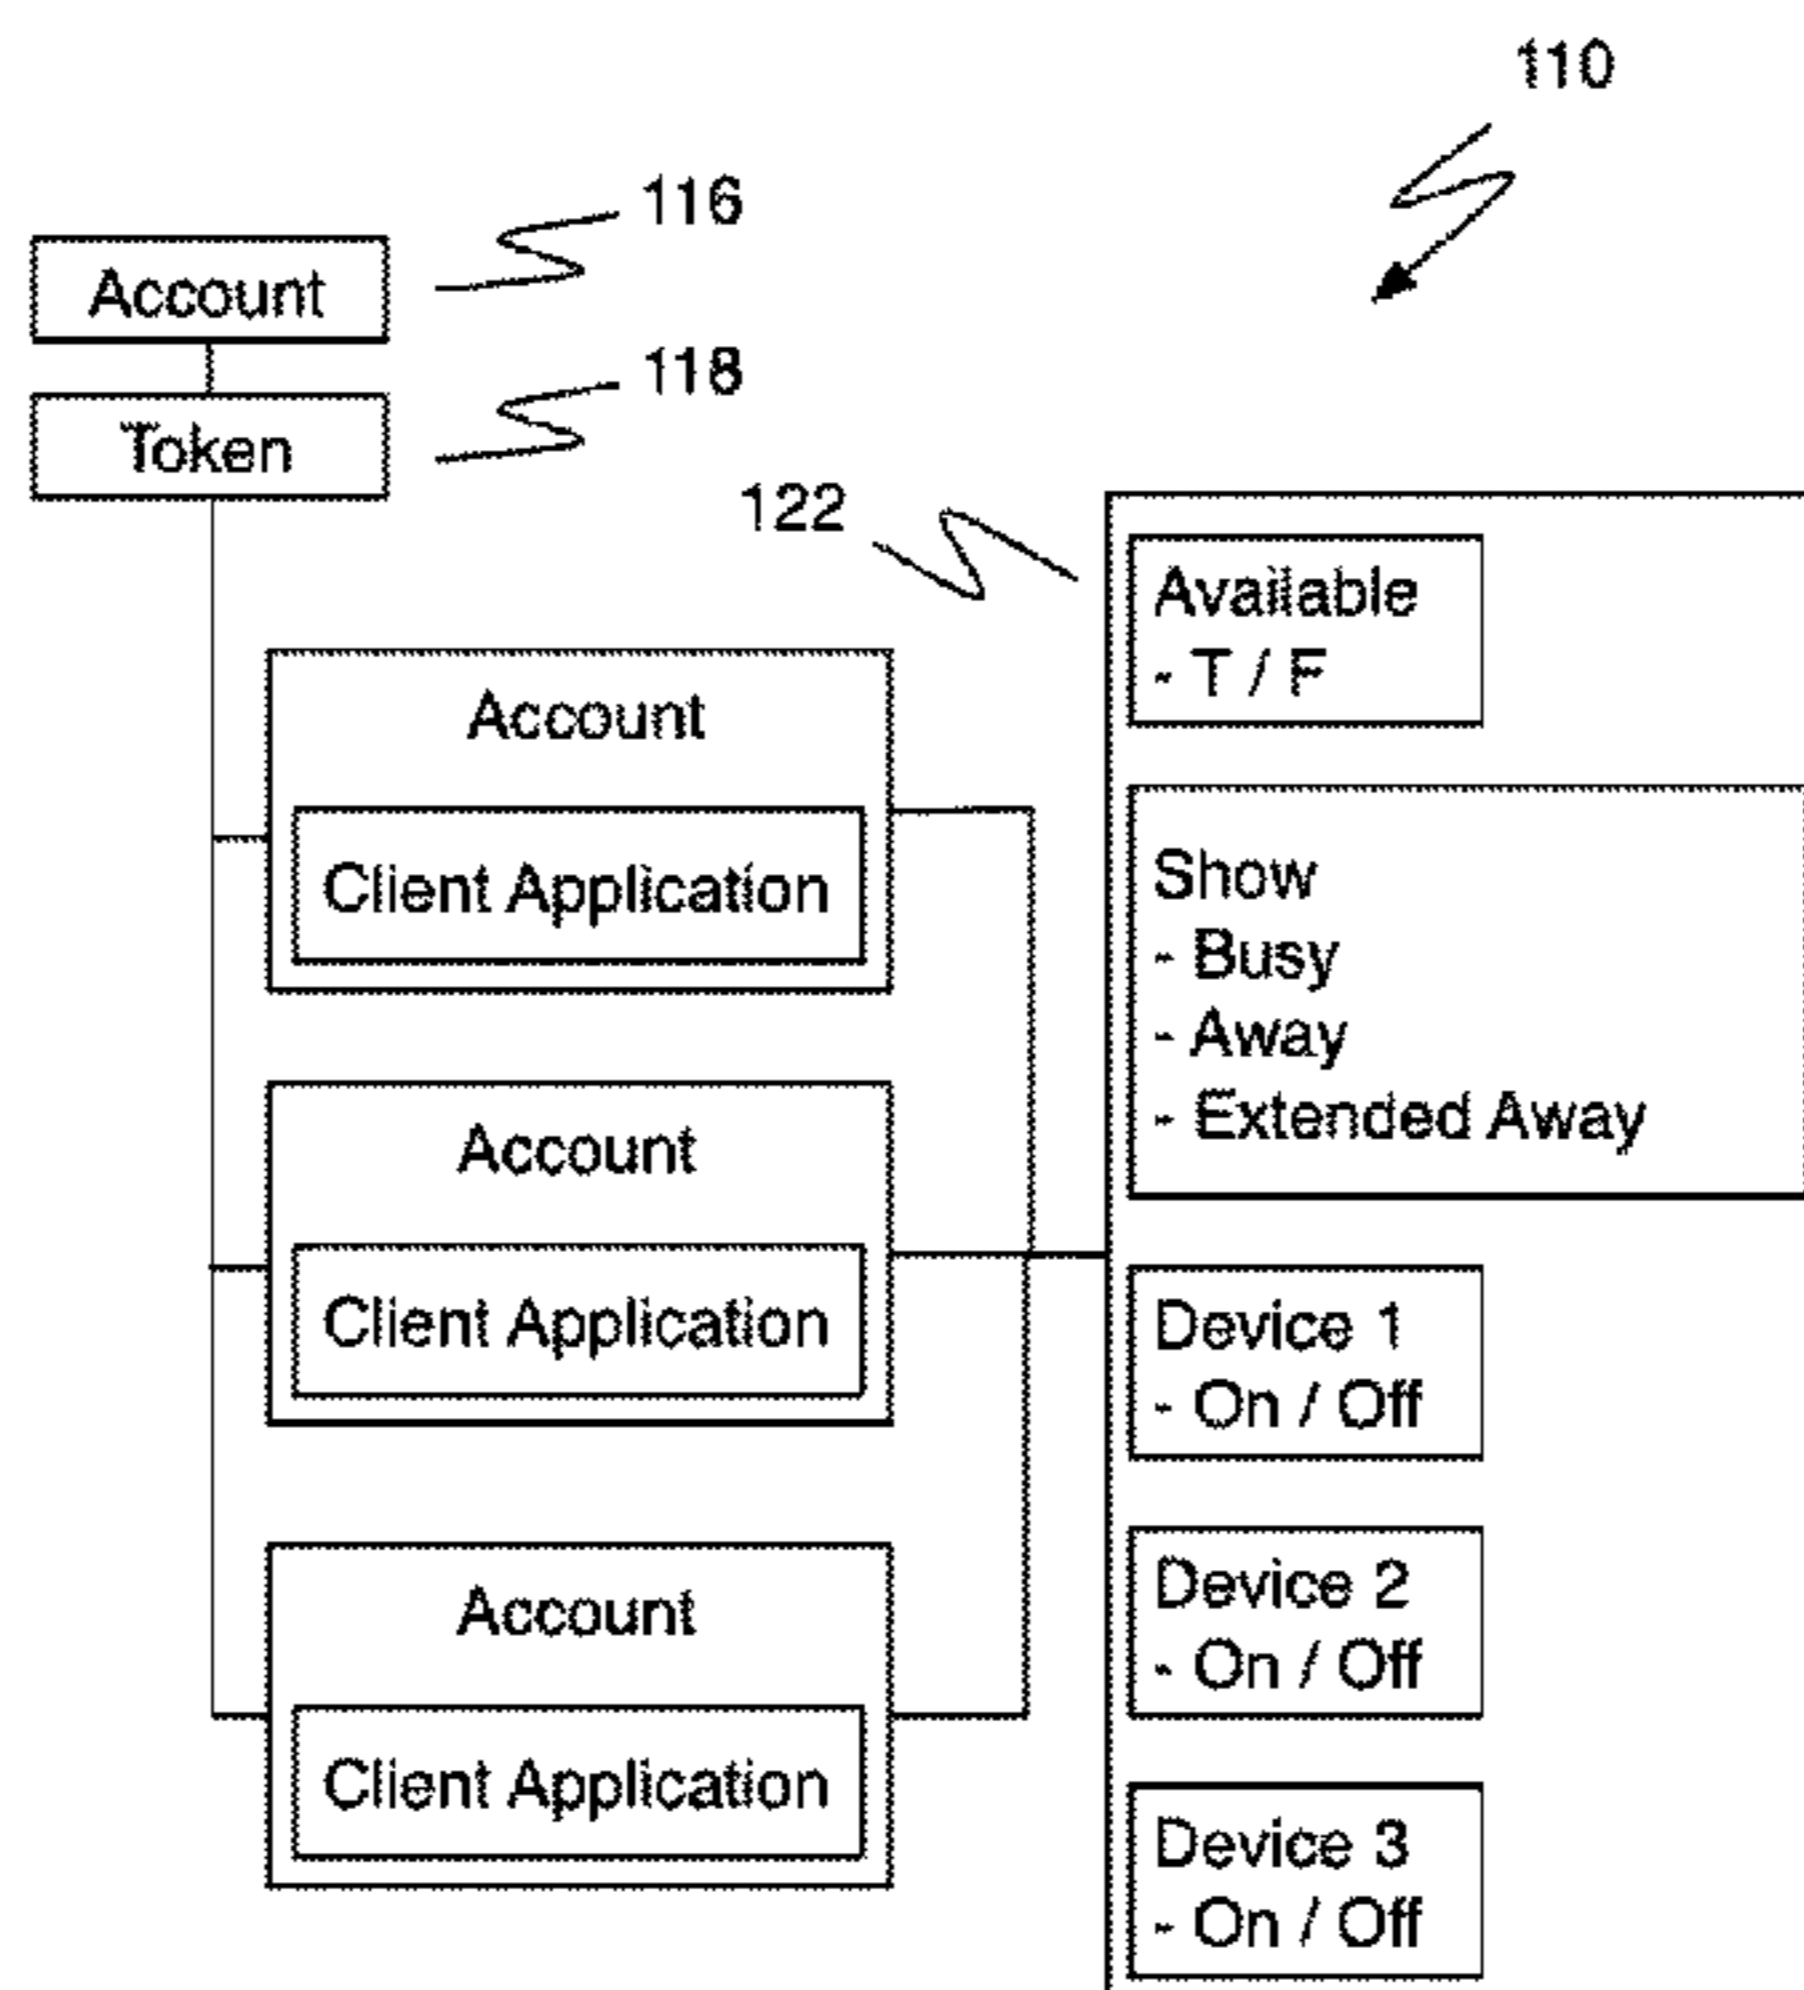 110
116
Account
118
Token
122
Available
- T / F
Account
Client Application
Show
- Busy
- Away
- Extended Away
Account
Client Application
Device 1
- On / Off
Device 2
- On / Off
Account
Client Application
Device 3
- On / Off